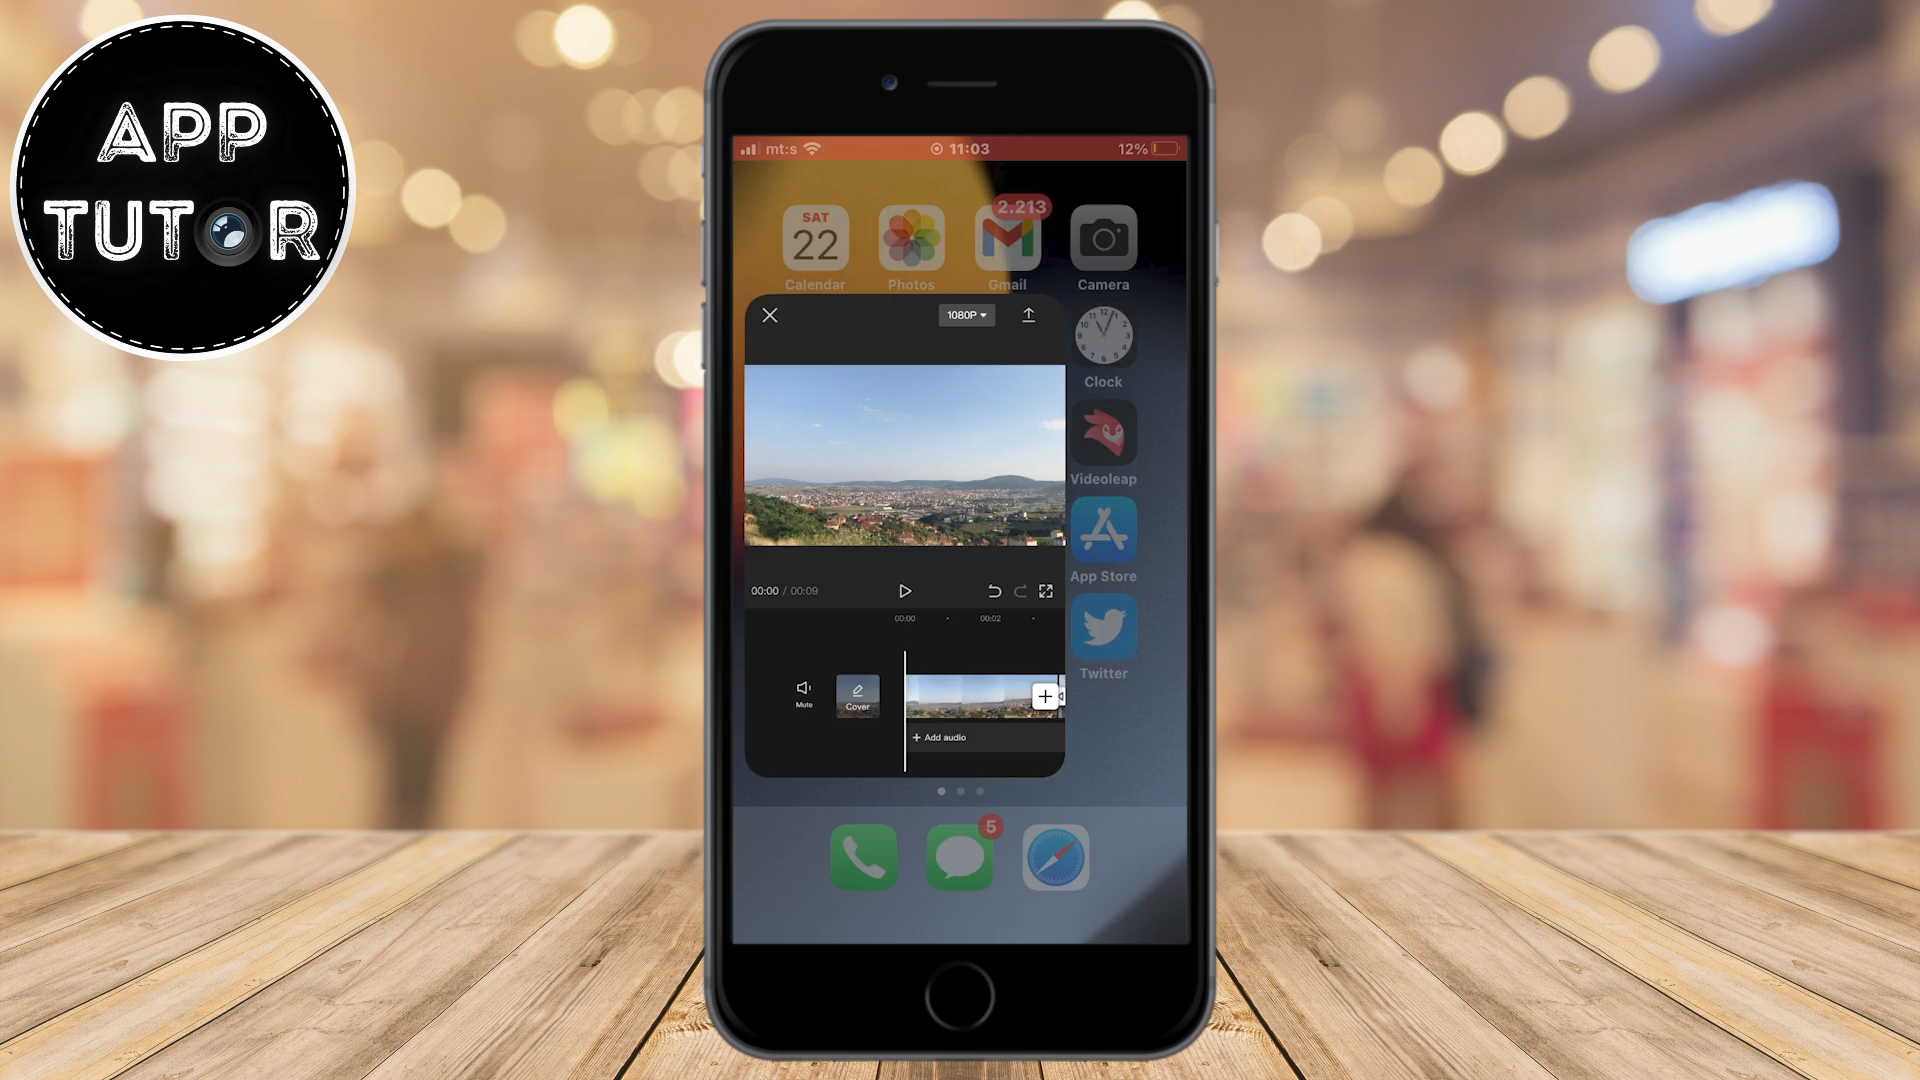 APP
TUTOR
mt:s 11:03 12%
2.213
SAT
22
Calendar Photos Gmail Camera
1080P
Clock
Videoleap
App Store
00:00 / 00:09
00:00 00:02
Twitter
Mute Cover
+ Add audio
5